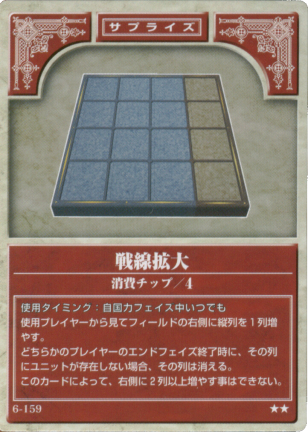 サプライズ
戦線拡大
消費チップ／4
使用タイミング：自国力フェイス中いつでも
使用プレイヤーから見てフィールドの右側に縦列を１列増
やす。
どちらかのプレイヤーのエンドフェイズ終了時に、その列
にユニットが存在しない場合、その列は消える。
このカードによって、右側に２列以上増やす事はできない。
6-159
★★